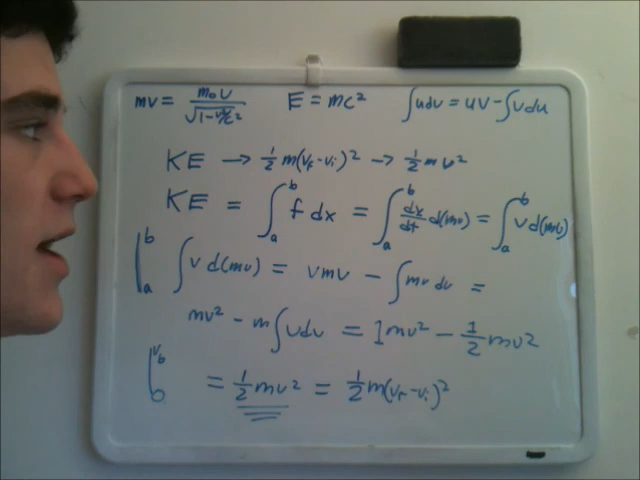 mv = m₀v / √(1-v²/c²)    E = mc²    ∫udv = uv - ∫vdu
KE → ½m(v_f - v_i)² → ½mv²
KE = ∫_a^b f dx = ∫_a^b dx/dt d(mv) = ∫_a^b v d(mv)
|_a^b ∫v d(mv) = vmv - ∫mv dv =
mv² - m∫vdv = 1mv² - ½mv²
|_0^{v_b} = ½mv² = ½m(v_f - v_i)²